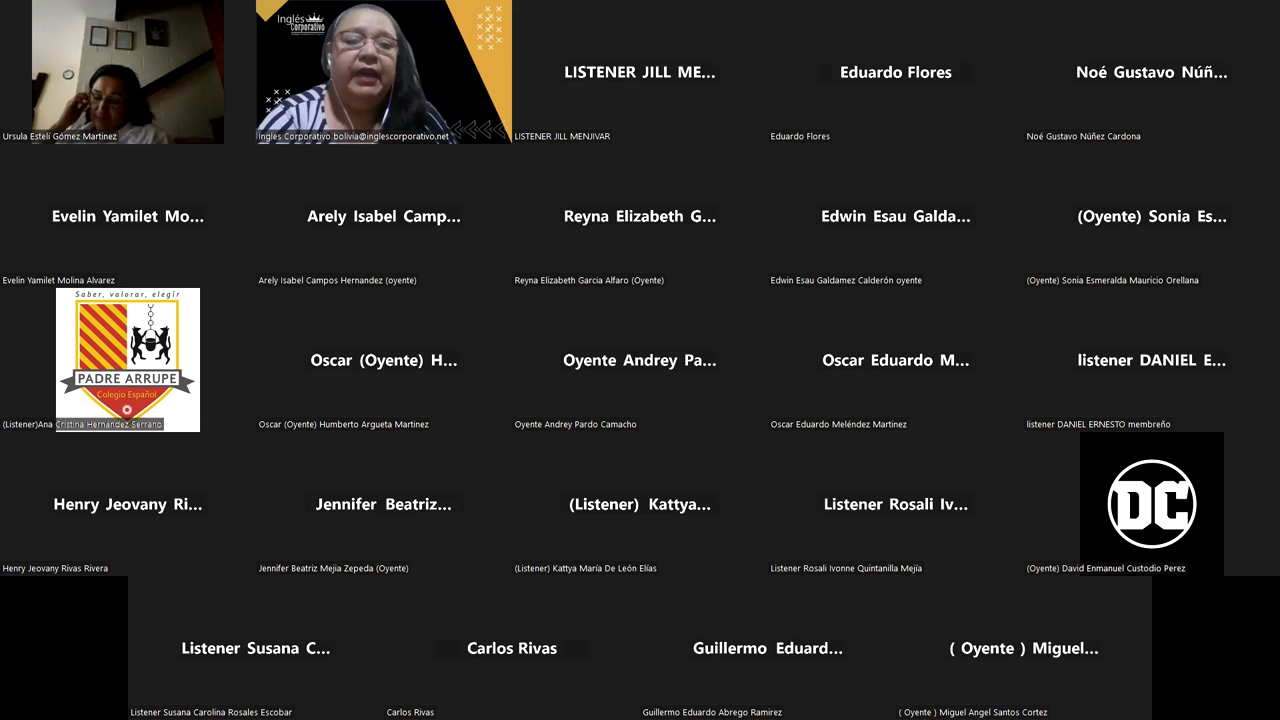 Inglés
Corporativo
LISTENER JILL ME...
Eduardo Flores
Noé Gustavo Núñ...
Ursula Estelí Gómez Martinez
Inglés Corporativo bolivia@inglescorporativo.net
LISTENER JILL MENJIVAR
Eduardo Flores
Noé Gustavo Núñez Cardona
Evelin Yamilet Mo...
Arely Isabel Camp...
Reyna Elizabeth G...
Edwin Esau Galda...
(Oyente) Sonia Es...
Evelin Yamilet Molina Alvarez
Arely Isabel Campos Hernandez (oyente)
Reyna Elizabeth Garcia Alfaro (Oyente)
Edwin Esau Galdamez Calderón oyente
(Oyente) Sonia Esmeralda Mauricio Orellana
Saber, valorar, elegir
PADRE ARRUPE
Colegio Español
Oscar (Oyente) H...
Oyente Andrey Pa...
Oscar Eduardo M...
listener DANIEL E...
(Listener)Ana Cristina Hernández Serrano
Oscar (Oyente) Humberto Argueta Martinez
Oyente Andrey Pardo Camacho
Oscar Eduardo Meléndez Martinez
listener DANIEL ERNESTO membreño
Henry Jeovany Ri...
Jennifer Beatriz...
(Listener) Kattya...
Listener Rosali Iv...
DC
Henry Jeovany Rivas Rivera
Jennifer Beatriz Mejia Zepeda (Oyente)
(Listener) Kattya María De León Elías
Listener Rosali Ivonne Quintanilla Mejía
(Oyente) David Enmanuel Custodio Perez
Listener Susana C...
Carlos Rivas
Guillermo Eduard...
( Oyente ) Miguel...
Listener Susana Carolina Rosales Escobar
Carlos Rivas
Guillermo Eduardo Abrego Ramirez
( Oyente ) Miguel Angel Santos Cortez